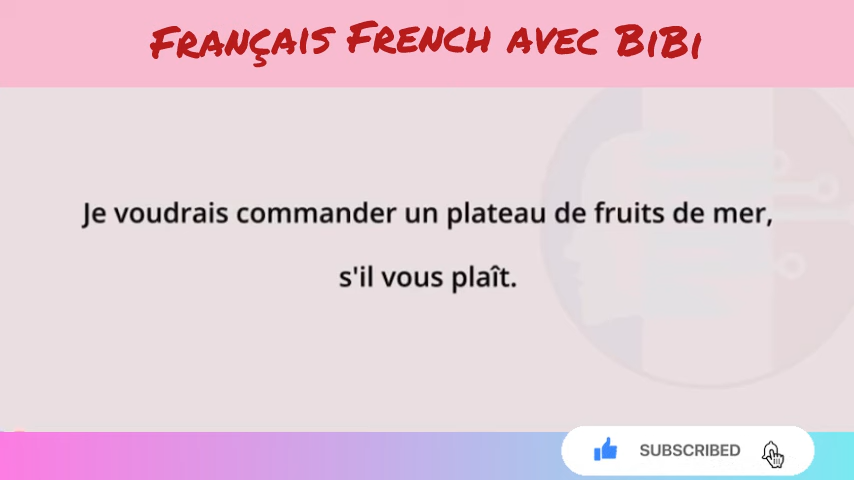 Français French avec BiBi
Je voudrais commander un plateau de fruits de mer,
s'il vous plaît.
SUBSCRIBED